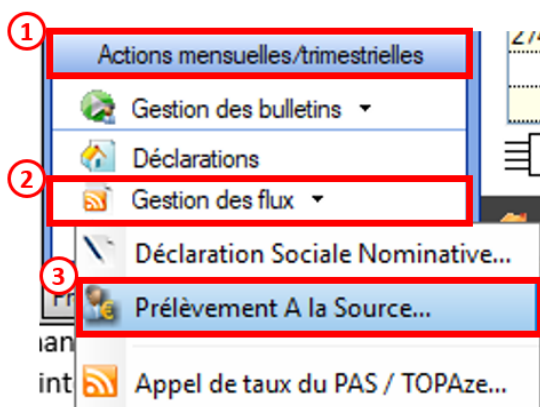 1
Actions mensuelles/trimestrielles
274
Gestion des bulletins
Déclarations
2
Gestion des flux
Déclaration Sociale Nominative...
3
Prélèvement A la Source...
Appel de taux du PAS / TOPAze...